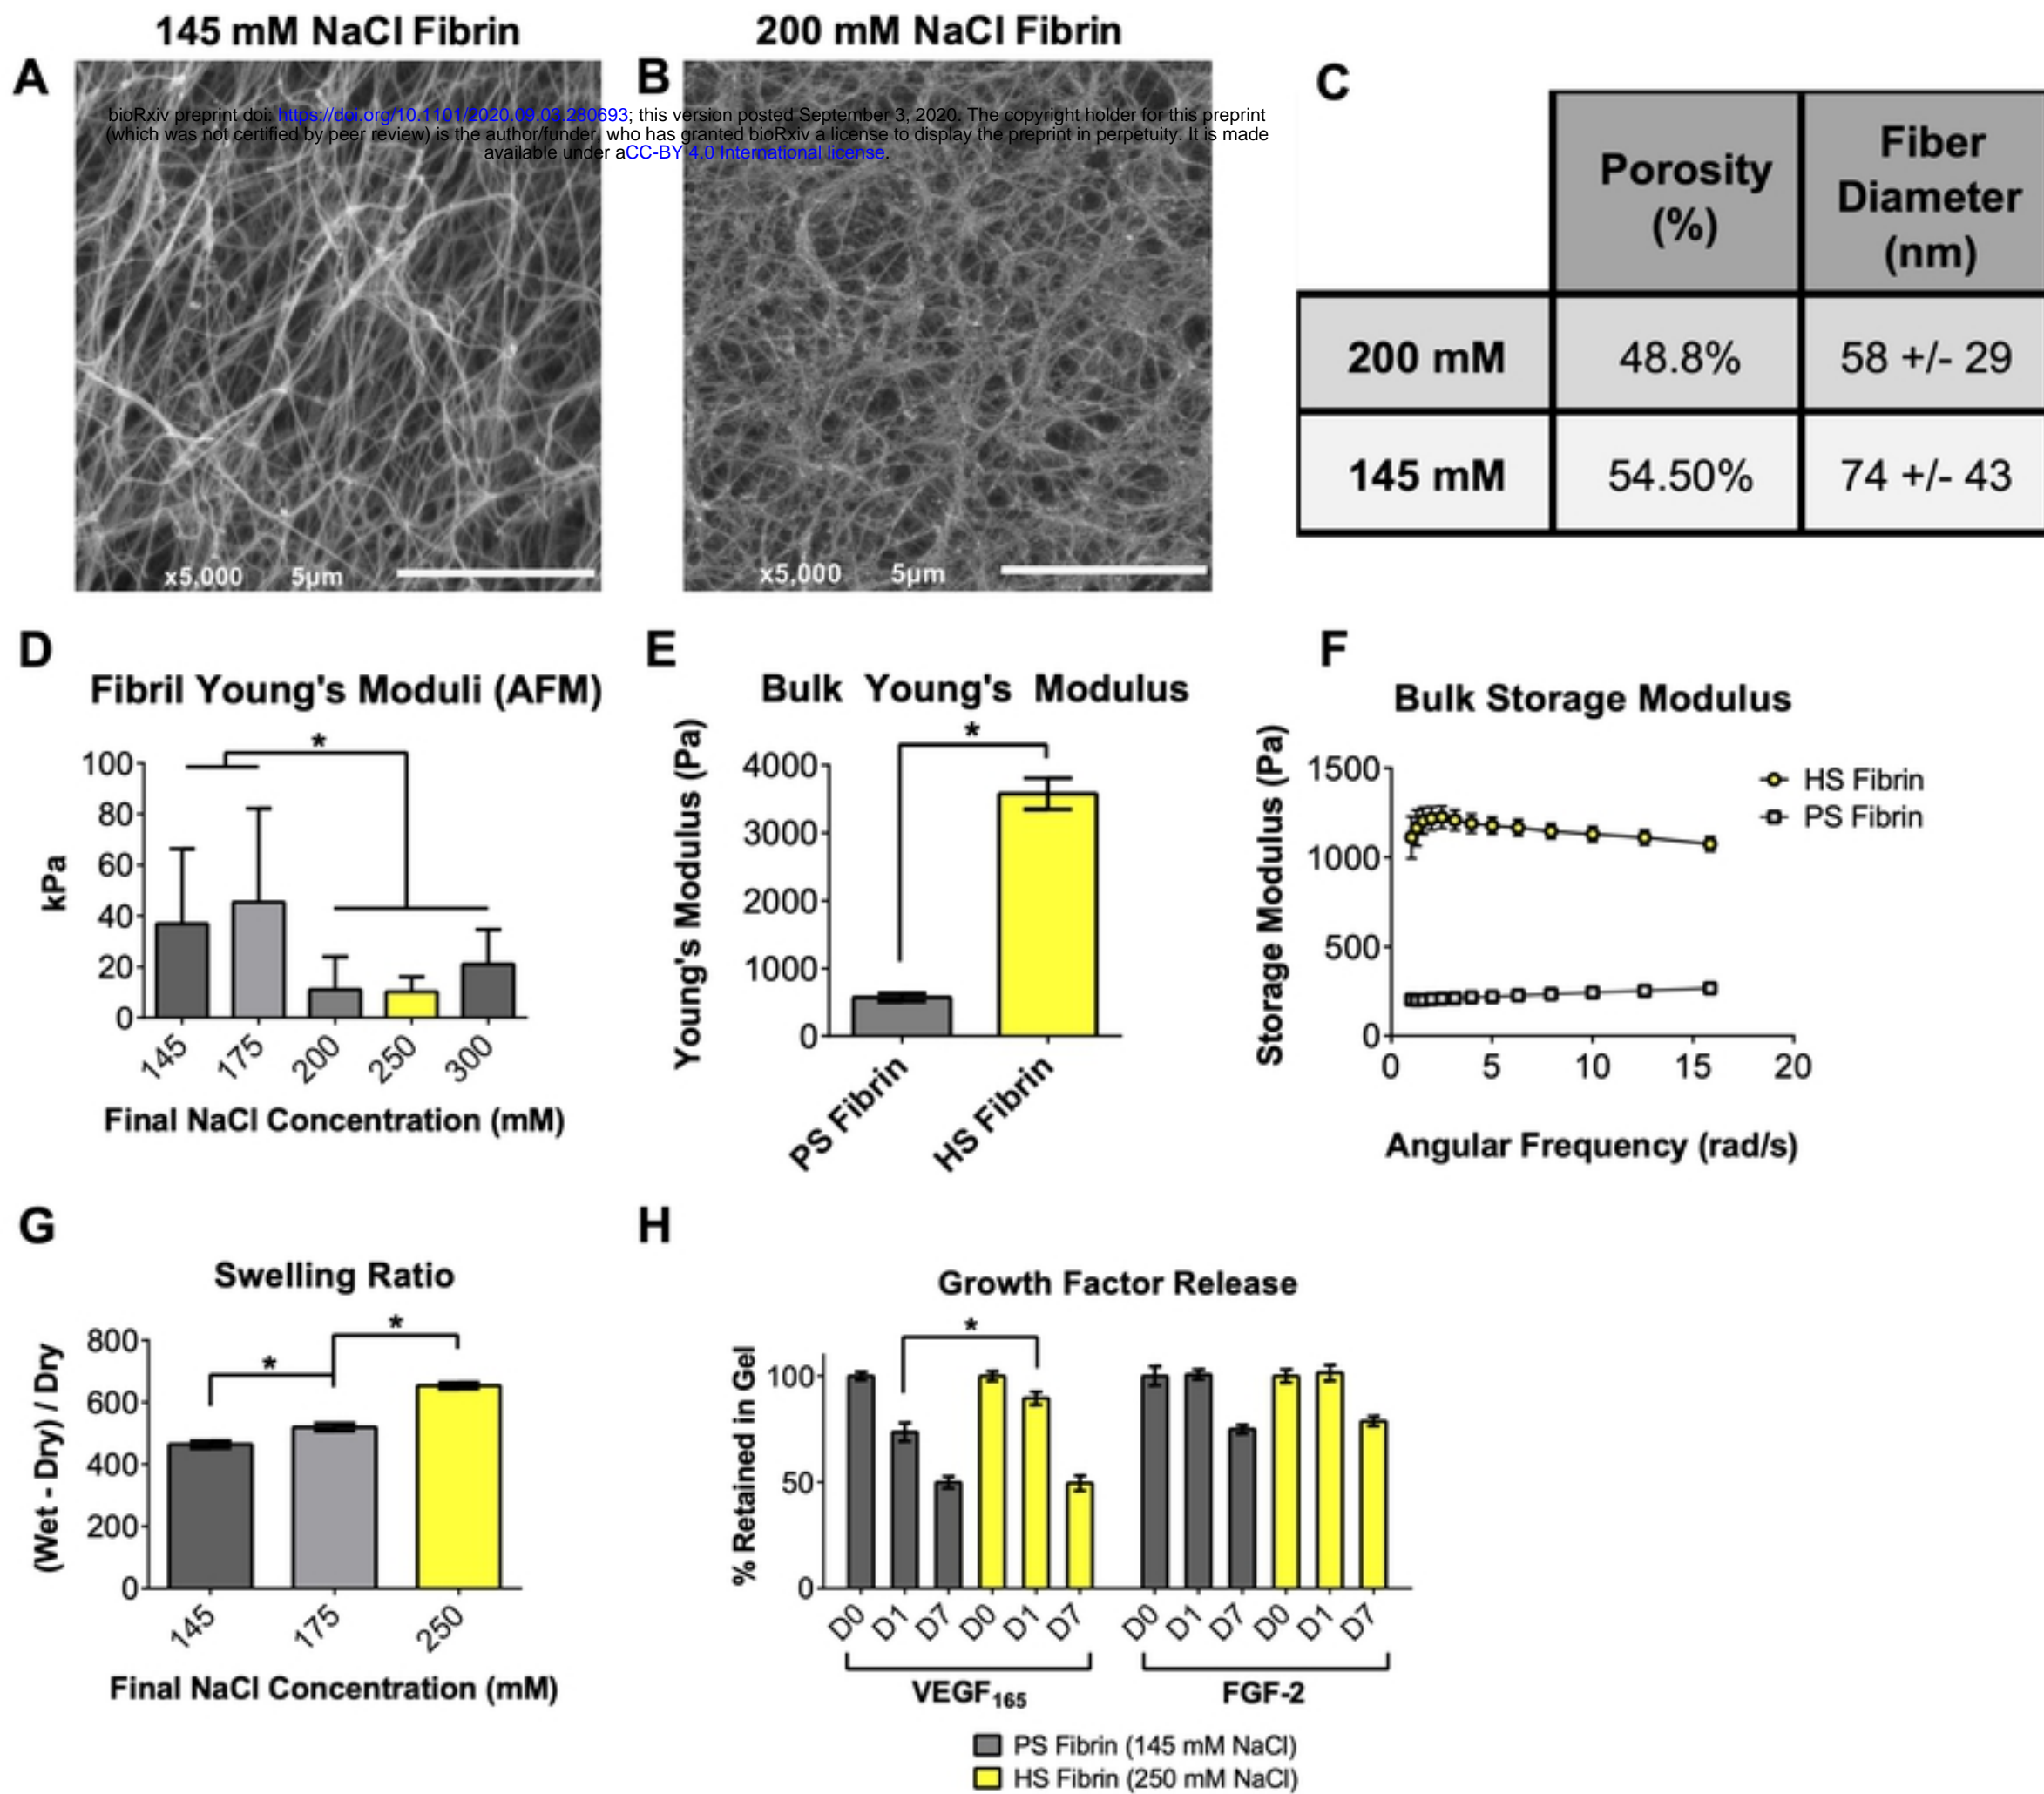 145 mM NaCl Fibrin
200 mM NaCl Fibrin
A
B
C
bioRxiv preprint doi: https://doi.org/10.1101/2020.09.03.280693; this version posted September 3, 2020. The copyright holder for this preprint
(which was not certified by peer review) is the author/funder, who has granted bioRxiv a license to display the preprint in perpetuity. It is made
available under aCC-BY 4.0 International license.
x5,000 5µm
x5,000 5µm
Porosity
(%)
Fiber
Diameter
(nm)
200 mM 48.8% 58 +/- 29
145 mM 54.50% 74 +/- 43
D
Fibril Young's Moduli (AFM)
*
kPa
100
80
60
40
20
0
145 175 200 250 300
Final NaCl Concentration (mM)
E
Bulk Young's Modulus
*
Young's Modulus (Pa)
4000
3000
2000
1000
0
PS Fibrin HS Fibrin
F
Bulk Storage Modulus
Storage Modulus (Pa)
1500
1000
500
0
0 5 10 15 20
Angular Frequency (rad/s)
HS Fibrin
PS Fibrin
G
Swelling Ratio
*
*
(Wet - Dry) / Dry
800
600
400
200
0
145 175 250
Final NaCl Concentration (mM)
H
Growth Factor Release
*
% Retained in Gel
100
50
0
D0 D1 D7 D0 D1 D7 D0 D1 D7 D0 D1 D7
VEGF165 FGF-2
PS Fibrin (145 mM NaCl)
HS Fibrin (250 mM NaCl)